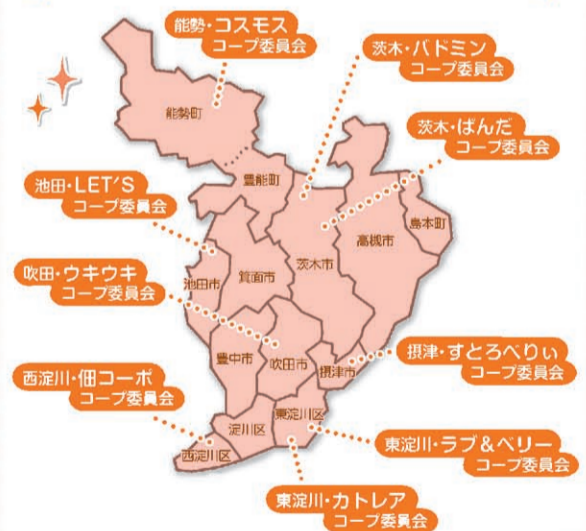 能勢・コスモス
コープ委員会
茨木・バドミン
コープ委員会
茨木・ぱんだ
コープ委員会
能勢町
豊能町
池田・LET'S
コープ委員会
島本町
高槻市
茨木市
箕面市
池田市
吹田・ウキウキ
コープ委員会
豊中市
吹田市
摂津市
摂津・すとろべりぃ
コープ委員会
西淀川・佃コーポ
コープ委員会
東淀川区
淀川区
西淀川区
東淀川・ラブ&ベリー
コープ委員会
東淀川・カトレア
コープ委員会